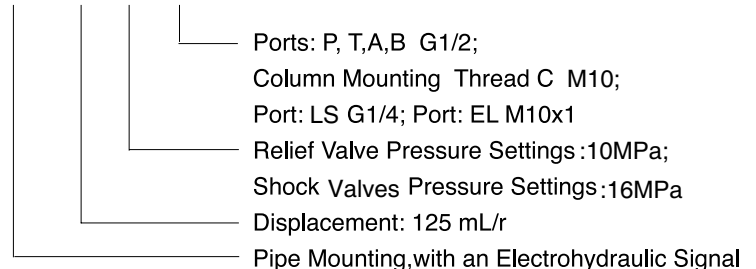 Ports: P, T,A,B G1/2;
Column Mounting Thread C M10;
Port: LS G1/4; Port: EL M10x1
Relief Valve Pressure Settings :10MPa;
Shock Valves Pressure Settings :16MPa
Displacement: 125 mL/r
Pipe Mounting,with an Electrohydraulic Signal